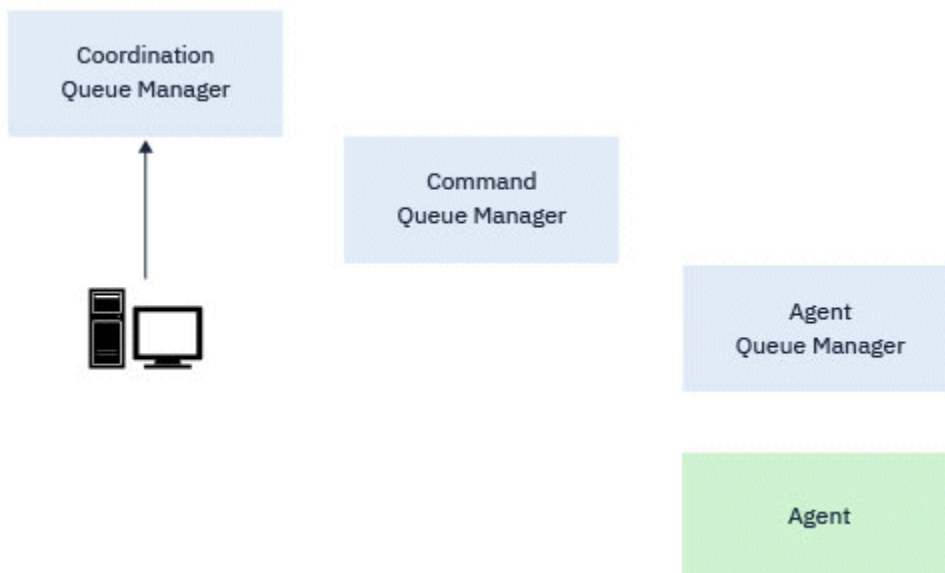 Coordination
Queue Manager
Command
Queue Manager
Agent
Queue Manager
Agent